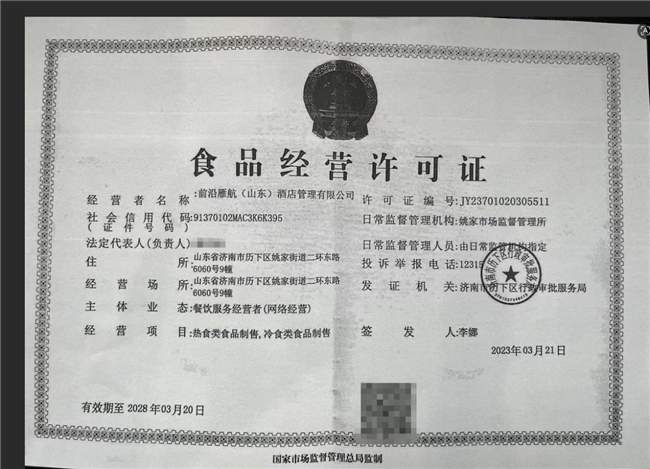 食品经营许可证
经营者名称:前沿雁航（山东）酒店管理有限公司
社会信用代码:91370102MAC3K6K395
(证件号码)
法定代表人(负责人)
住所:山东省济南市历下区姚家街道二环东路
6060号9幢
经营场所:山东省济南市历下区姚家街道二环东路
6060号9幢
主体业态:餐饮服务经营者(网络经营)
经营项目:热食类食品制售,冷食类食品制售
有效期至 2028年03月20日
许可证编号:JY23701020305511
日常监督管理机构:姚家市场监督管理所
日常监督管理人员:由日常监管机构指定
投诉举报电话:12315
发证机关:济南市历下区行政审批服务局
签发人:李娜
2023年03月21日
国家市场监督管理总局监制